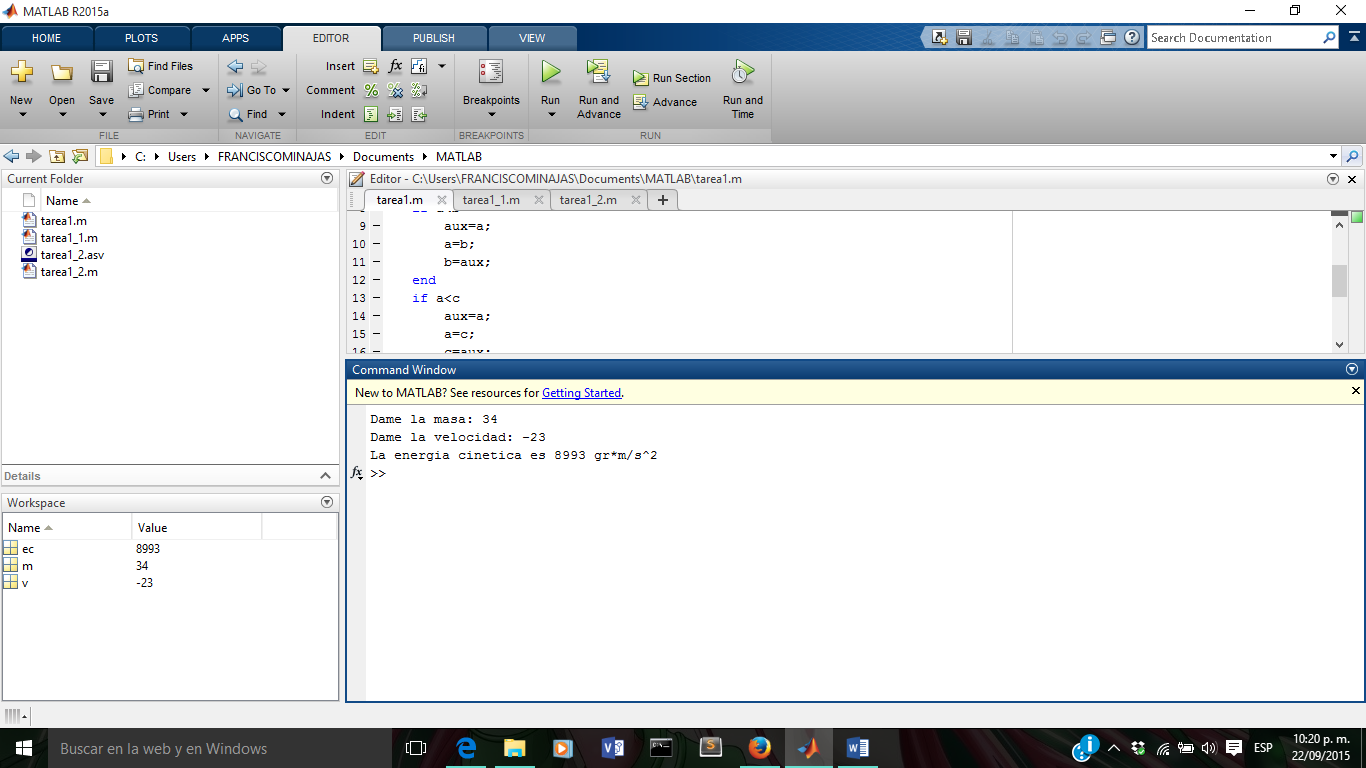 MATLAB R2015a
HOME PLOTS APPS EDITOR PUBLISH VIEW
Search Documentation
New Open Save Find Files Compare Print
Go To Find
Insert fx
Comment
Indent
Breakpoints
Run Run and Advance Run Section Advance Run and Time
FILE NAVIGATE EDIT BREAKPOINTS RUN
C: Users FRANCISCOMINAJAS Documents MATLAB
Current Folder
Name
tarea1.m
tarea1_1.m
tarea1_2.asv
tarea1_2.m
Details
Workspace
Name Value
ec 8993
m 34
v -23
Editor - C:\Users\FRANCISCOMINAJAS\Documents\MATLAB\tarea1.m
tarea1.m tarea1_1.m tarea1_2.m
9 - aux=a;
10 - a=b;
11 - b=aux;
12 - end
13 - if a<c
14 - aux=a;
15 - a=c;
16 - c=aux;
Command Window
New to MATLAB? See resources for Getting Started.
Dame la masa: 34
Dame la velocidad: -23
La energia cinetica es 8993 gr*m/s^2
fx >>
Buscar en la web y en Windows
ESP
10:20 p. m.
22/09/2015